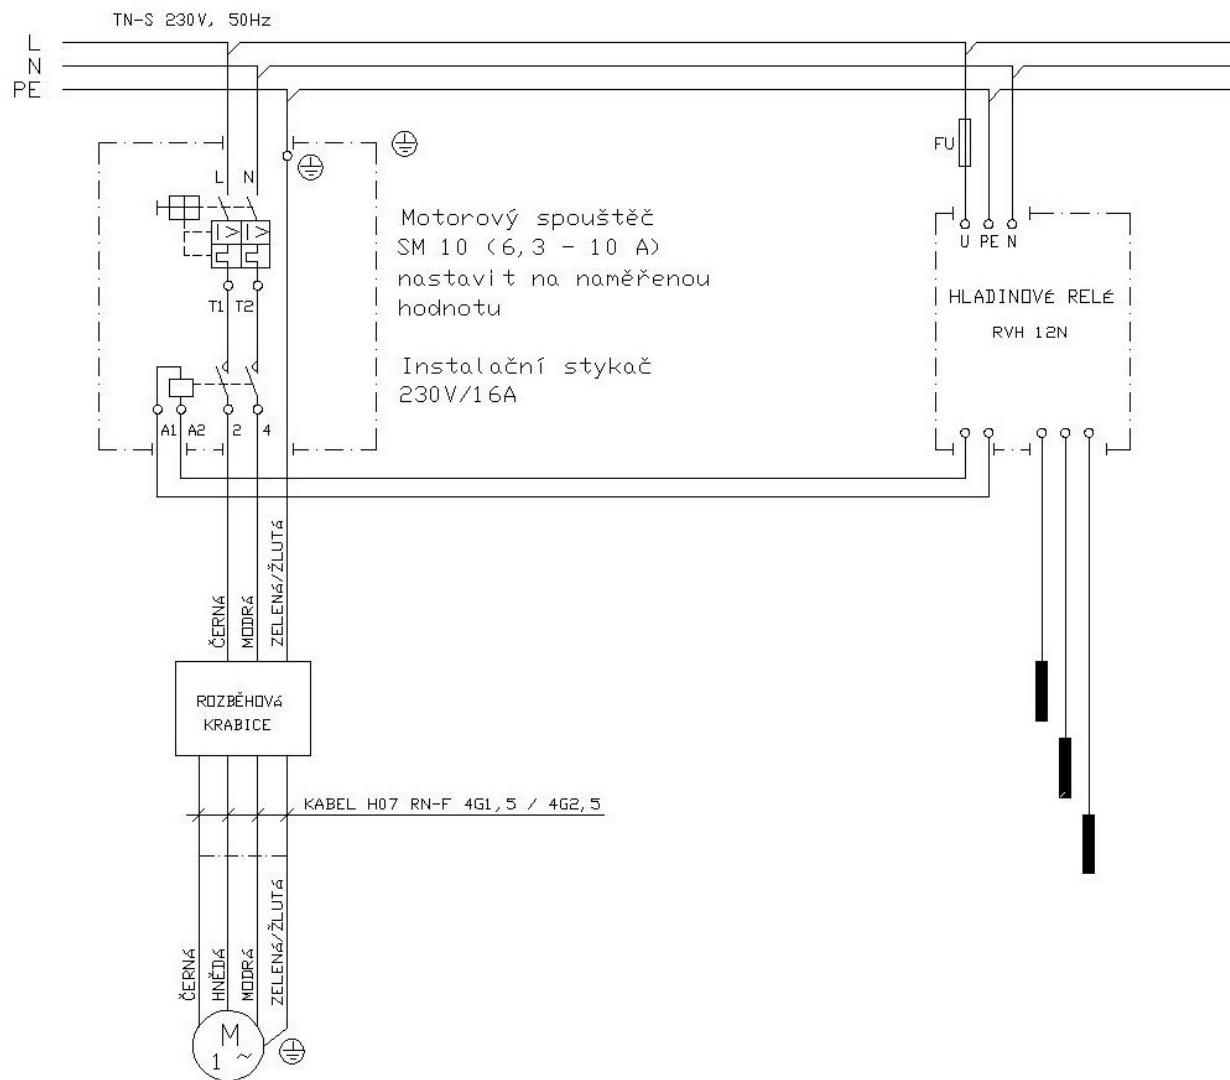 TN-S 230V, 50Hz
L
N
PE
FU
L N
U PE N
Motorový spouštěč
SM 10 (6,3 - 10 A)
nastavit na naměřenou
hodnotu
I> I>
T1 T2
HLADINOVÉ RELÉ
RVH 12N
Instalační stykač
230V/16A
A1 A2 2 4
ČERNÁ
MODRÁ
ZELENÁ/ŽLUTÁ
ROZBĚHOVÁ
KRABICE
KABEL H07 RN-F 4G1,5 / 4G2,5
ČERNÁ
HNĚDÁ
MODRÁ
ZELENÁ/ŽLUTÁ
M
1 ~